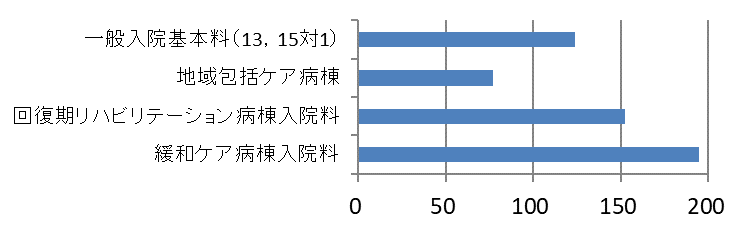 一般入院基本料（13，15対1）
地域包括ケア病棟
回復期リハビリテーション病棟入院料
緩和ケア病棟入院料
0 50 100 150 200